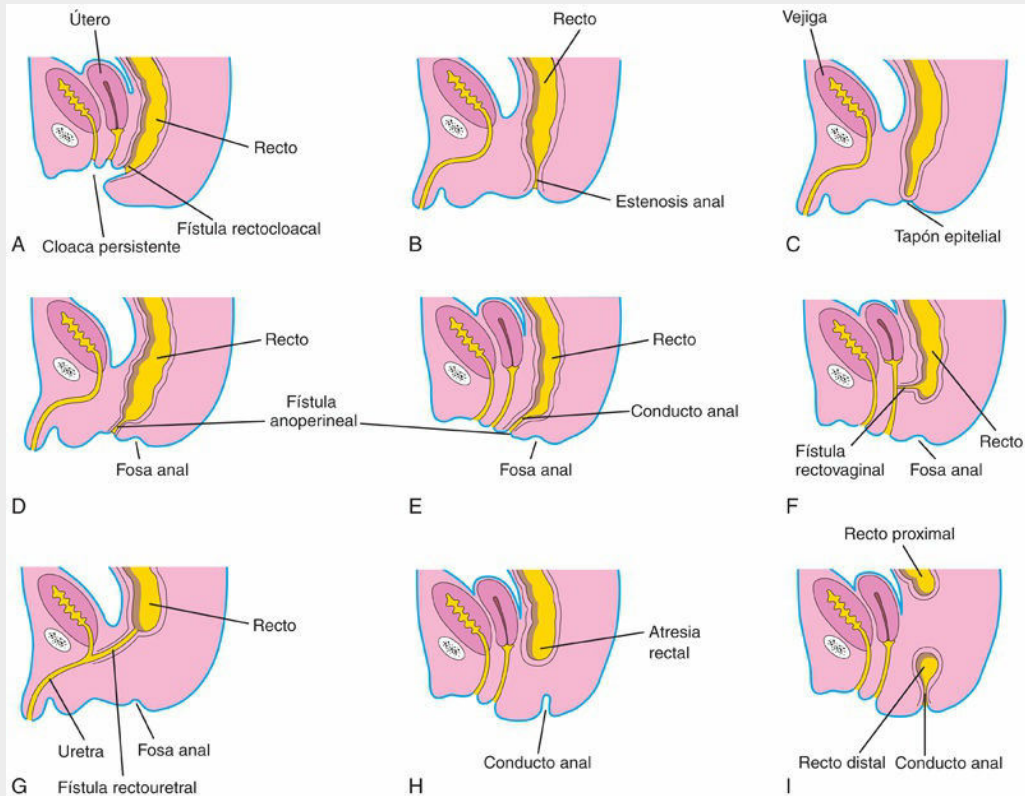 Útero
Recto
Fístula rectocloacal
Cloaca persistente
A
Recto
Estenosis anal
B
Vejiga
Tapón epitelial
C
Recto
Fístula
anoperineal
Fosa anal
D
Recto
Conducto anal
Fosa anal
E
Fístula
rectovaginal
Recto
Fosa anal
F
Recto
Uretra
Fosa anal
Fístula rectouretral
G
Atresia
rectal
Conducto anal
H
Recto proximal
Recto distal
Conducto anal
I